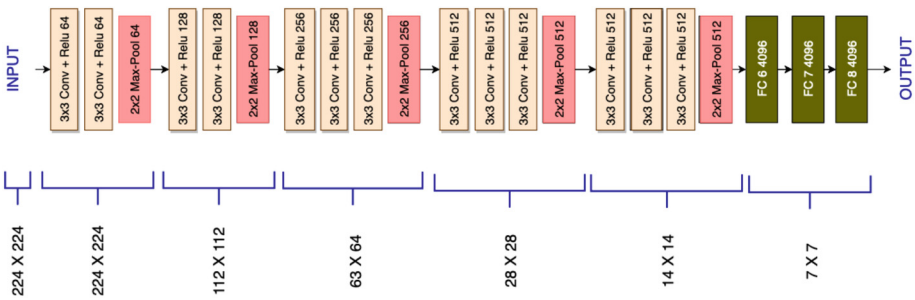 INPUT
3x3 Conv + Relu 64
3x3 Conv + Relu 64
2x2 Max-Pool 64
3x3 Conv + Relu 128
3x3 Conv + Relu 128
2x2 Max-Pool 128
3x3 Conv + Relu 256
3x3 Conv + Relu 256
3x3 Conv + Relu 256
2x2 Max-Pool 256
3x3 Conv + Relu 512
3x3 Conv + Relu 512
3x3 Conv + Relu 512
2x2 Max-Pool 512
3x3 Conv + Relu 512
3x3 Conv + Relu 512
3x3 Conv + Relu 512
2x2 Max-Pool 512
FC 6 4096
FC 7 4096
FC 8 4096
OUTPUT
224 X 224
224 X 224
112 X 112
63 X 64
28 X 28
14 X 14
7 X 7